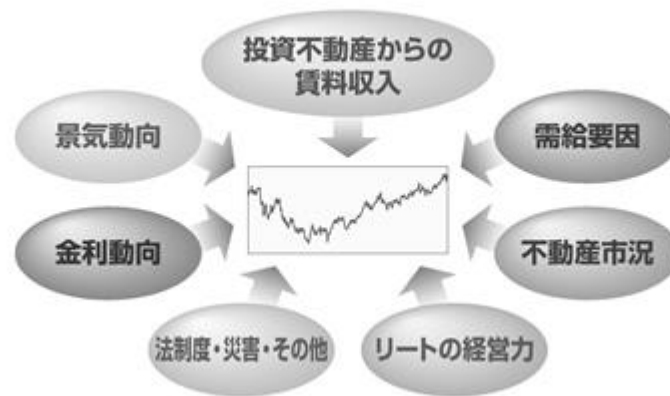 投資不動産からの
賃料収入
景気動向
需給要因
金利動向
不動産市況
法制度・災害・その他
リートの経営力